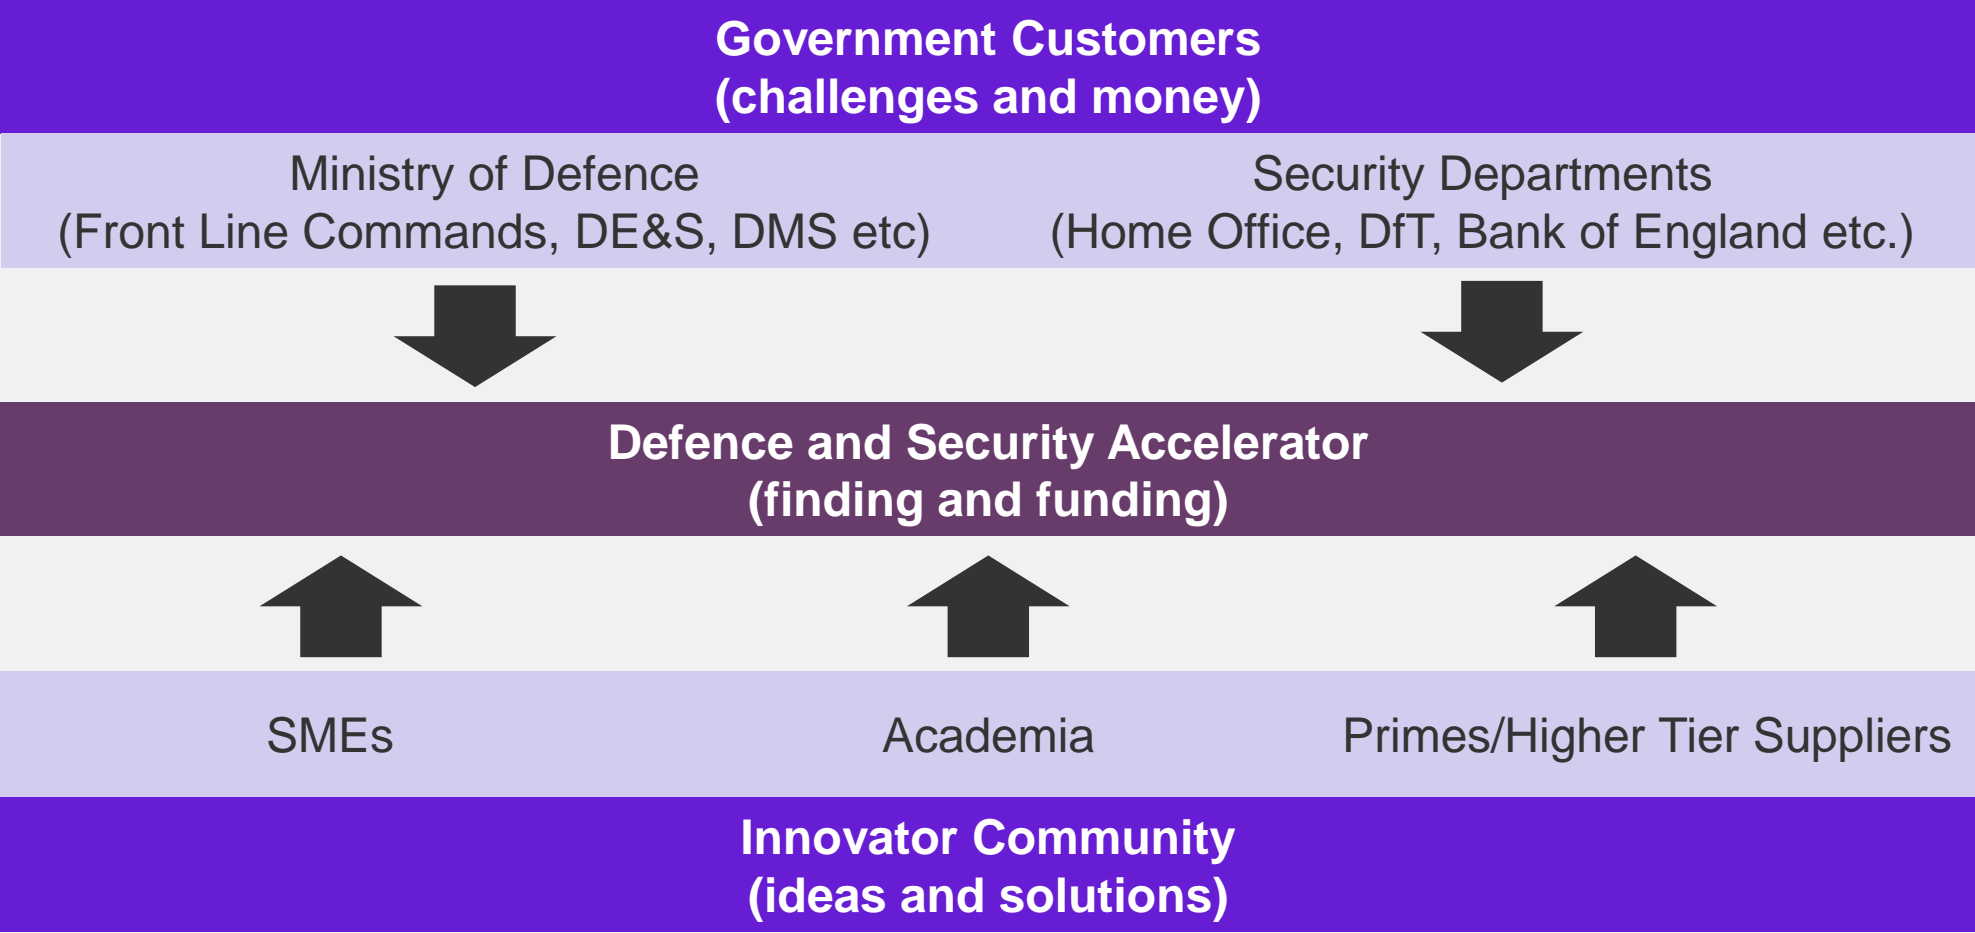 Government Customers
(challenges and money)
Ministry of Defence
(Front Line Commands, DE&S, DMS etc)
Security Departments
(Home Office, DfT, Bank of England etc.)
Defence and Security Accelerator
(finding and funding)
SMEs
Academia
Primes/Higher Tier Suppliers
Innovator Community
(ideas and solutions)